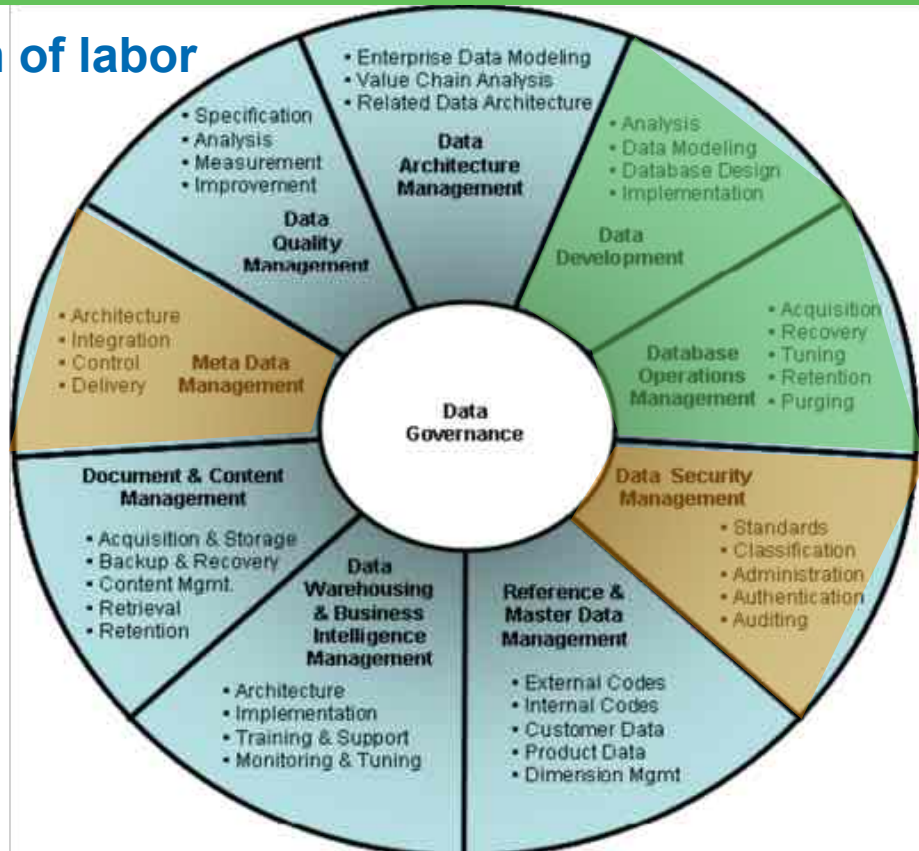 of labor
• Enterprise Data Modeling
• Value Chain Analysis
• Related Data Architecture
Data
Architecture
Management
• Analysis
• Data Modeling
• Database Design
• Implementation
Data
Development
• Acquisition
• Recovery
• Tuning
• Retention
• Purging
Database
Operations
Management
Data Security
Management
• Standards
• Classification
• Administration
• Authentication
• Auditing
Reference &
Master Data
Management
• External Codes
• Internal Codes
• Customer Data
• Product Data
• Dimension Mgmt
Data
Warehousing
& Business
Intelligence
Management
• Architecture
• Implementation
• Training & Support
• Monitoring & Tuning
Document & Content
Management
• Acquisition & Storage
• Backup & Recovery
• Content Mgmt.
• Retrieval
• Retention
• Architecture
• Integration
• Control
• Delivery
Meta Data
Management
• Specification
• Analysis
• Measurement
• Improvement
Data
Quality
Management
Data
Governance